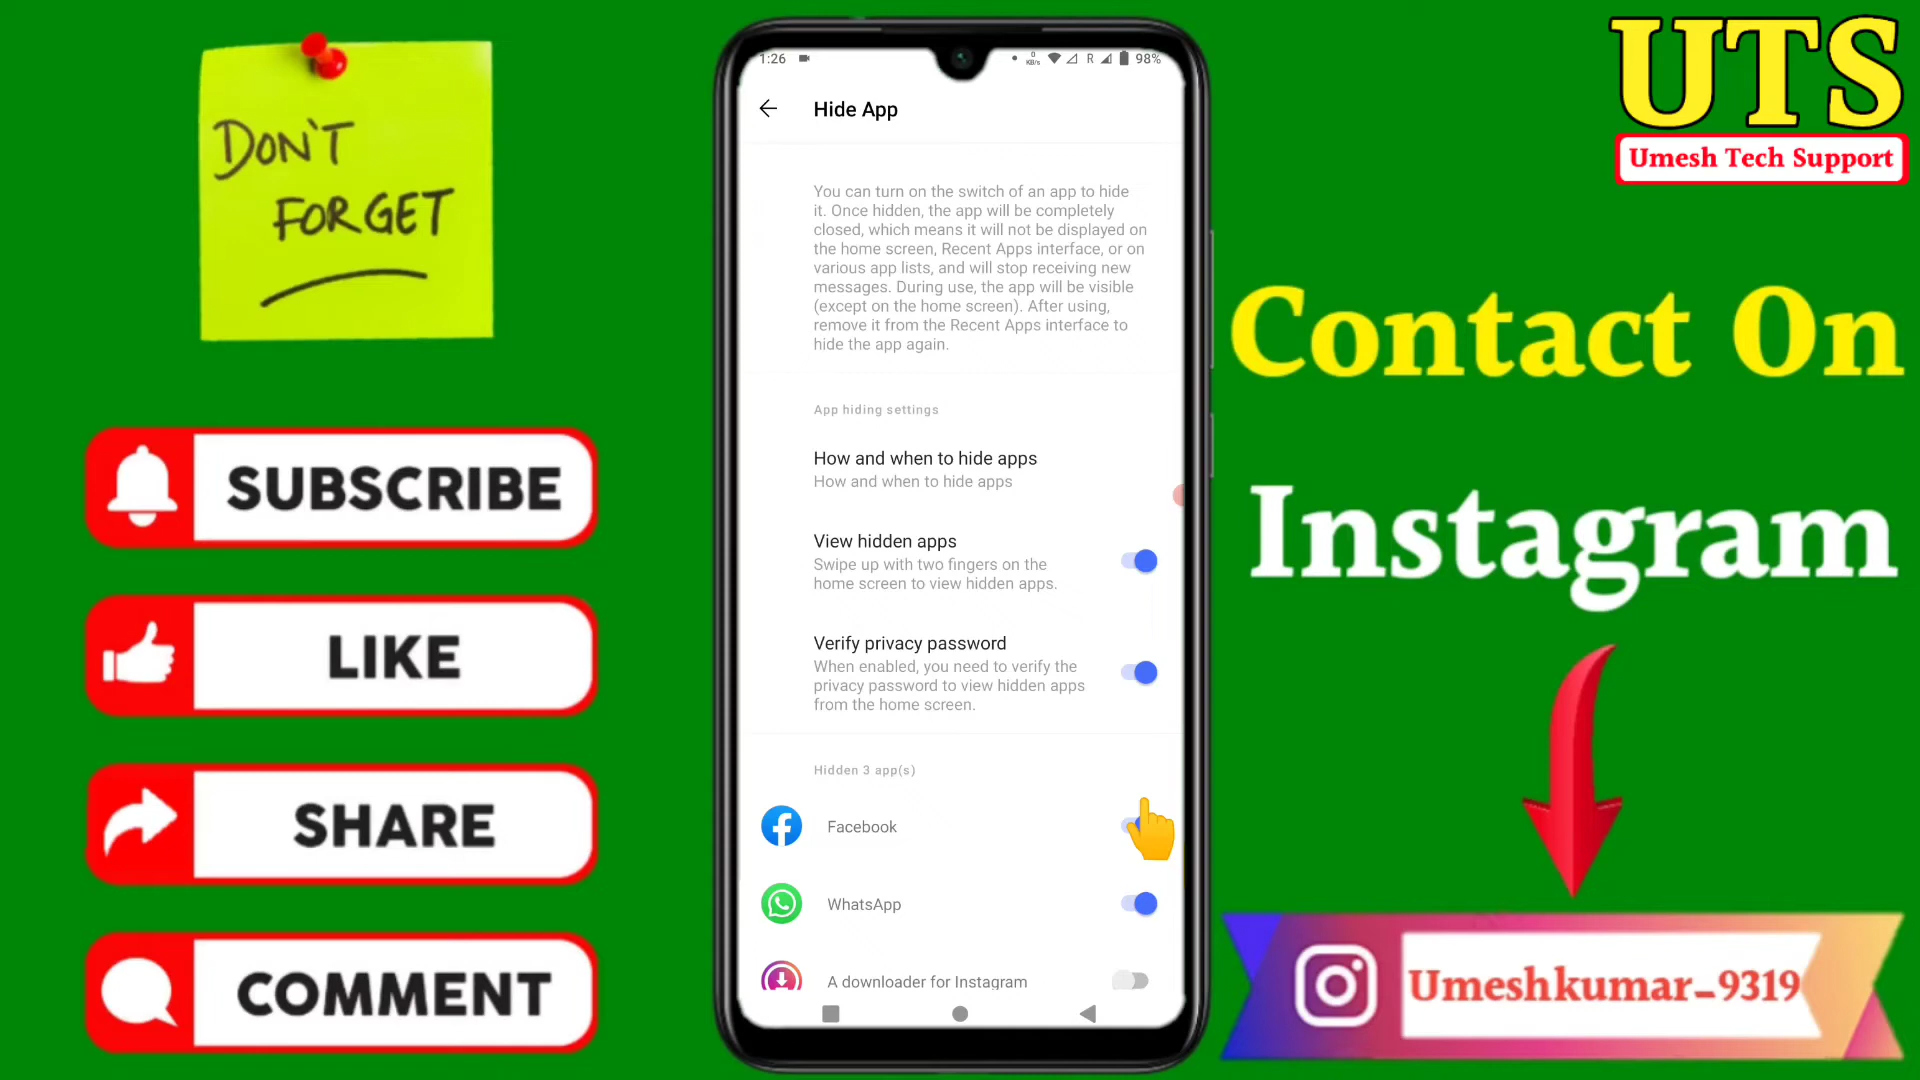 DON'T
FORGET
SUBSCRIBE
LIKE
SHARE
COMMENT
1:26
0
KB/s
R
98%
Hide App
You can turn on the switch of an app to hide
it. Once hidden, the app will be completely
closed, which means it will not be displayed on
the home screen, Recent Apps interface, or on
various app lists, and will stop receiving new
messages. During use, the app will be visible
(except on the home screen). After using,
remove it from the Recent Apps interface to
hide the app again.
App hiding settings
How and when to hide apps
How and when to hide apps
View hidden apps
Swipe up with two fingers on the
home screen to view hidden apps.
Verify privacy password
When enabled, you need to verify the
privacy password to view hidden apps
from the home screen.
Hidden 3 app(s)
Facebook
WhatsApp
A downloader for Instagram
UTS
Umesh Tech Support
Contact On
Instagram
Umeshkumar-9319